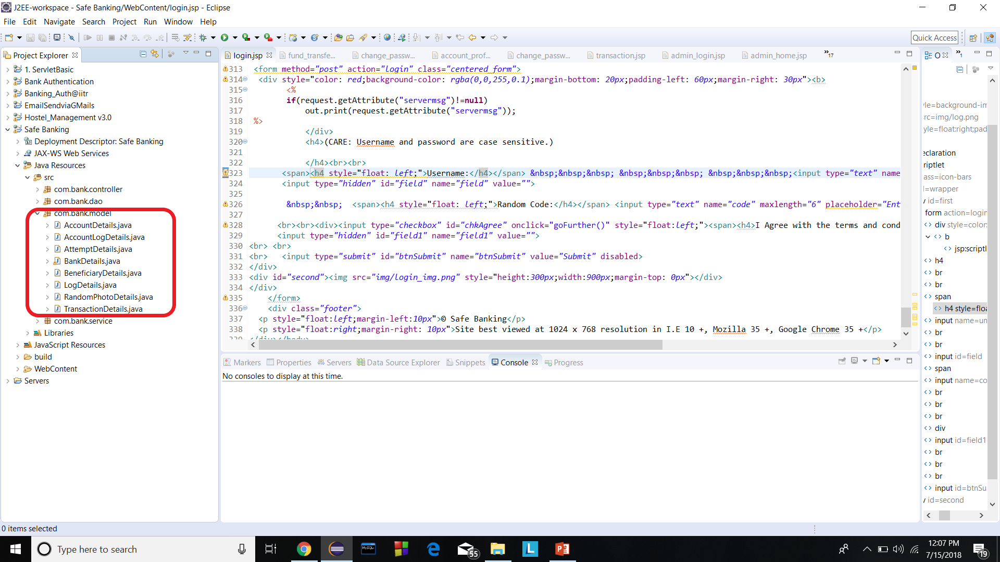 J2EE-workspace - Safe Banking/WebContent/login.jsp - Eclipse
File Edit Navigate Search Project Run Window Help
Quick Access
Project Explorer
1. ServletBasic
Bank Authentication
Banking_Auth@iitr
EmailSendviaGMails
Hostel_Management v3.0
Safe Banking
Deployment Descriptor: Safe Banking
JAX-WS Web Services
Java Resources
src
com.bank.controller
com.bank.dao
com.bank.model
AccountDetails.java
AccountLogDetails.java
AttemptDetails.java
BankDetails.java
BeneficiaryDetails.java
LogDetails.java
RandomPhotoDetails.java
TransactionDetails.java
com.bank.service
Libraries
JavaScript Resources
build
WebContent
Servers
login.jsp fund_transfe... change_passw... account_prof... change_passw... transaction.jsp admin_login.jsp admin_home.jsp 17
313 <form method="post" action="login" class="centered_form">
314 <div style="color: red;background-color: rgba(0,0,255,0.1);margin-bottom: 20px;padding-left: 60px;margin-right: 30px"><b>
315 <%
316 if(request.getAttribute("servermsg")!=null)
317 out.print(request.getAttribute("servermsg"));
318 %>
319 </div>
320 <h4>(CARE: Username and password are case sensitive.)
321
322 </h4><br><br>
323 <span><h4 style="float: left;">Username:</h4></span> &nbsp;&nbsp;&nbsp; &nbsp;&nbsp;&nbsp; &nbsp;&nbsp;&nbsp;<input type="text" name
324 <input type="hidden" id="field" name="field" value="">
325
326 &nbsp;&nbsp; <span><h4 style="float: left;">Random Code:</h4></span> <input type="text" name="code" maxlength="6" placeholder="Ent
327
328 <br><br><div><input type="checkbox" id="chkAgree" onclick="goFurther()" style="float:left;"><span><h4>I Agree with the terms and cond
329 <input type="hidden" id="field1" name="field1" value="">
330 <br> <br>
331 <br> <input type="submit" id="btnSubmit" name="btnSubmit" value="Submit" disabled>
332 </div>
333 <div id="second"><img src="img/login_img.png" style="height:300px;width:900px;margin-top: 0px"></div>
334 </div>
335 </form>
336 <div class="footer">
337 <p style="float:left;margin-left:10px">© Safe Banking</p>
338 <p style="float:right;margin-right: 10px">Site best viewed at 1024 x 768 resolution in I.E 10 +, Mozilla 35 +, Google Chrome 35 +</p>
Markers Properties Servers Data Source Explorer Snippets Console Progress
No consoles to display at this time.
O 1
yle=background-im
rc=img/log.png
tyle=float:right;pad
eclaration
riptlet
ass=icon-bars
d=wrapper
/ id=first
form action=login
div style=color:
b
jsp:scriptl
h4
br
br
span
h4 style=floa
input name=un
br
br
input id=field
span
input name=co
br
br
br
div
input id=field1
br
br
br
input id=btnSu
/ id=second
0 items selected
Type here to search
MySQL
55
L
12:07 PM
7/15/2018
19